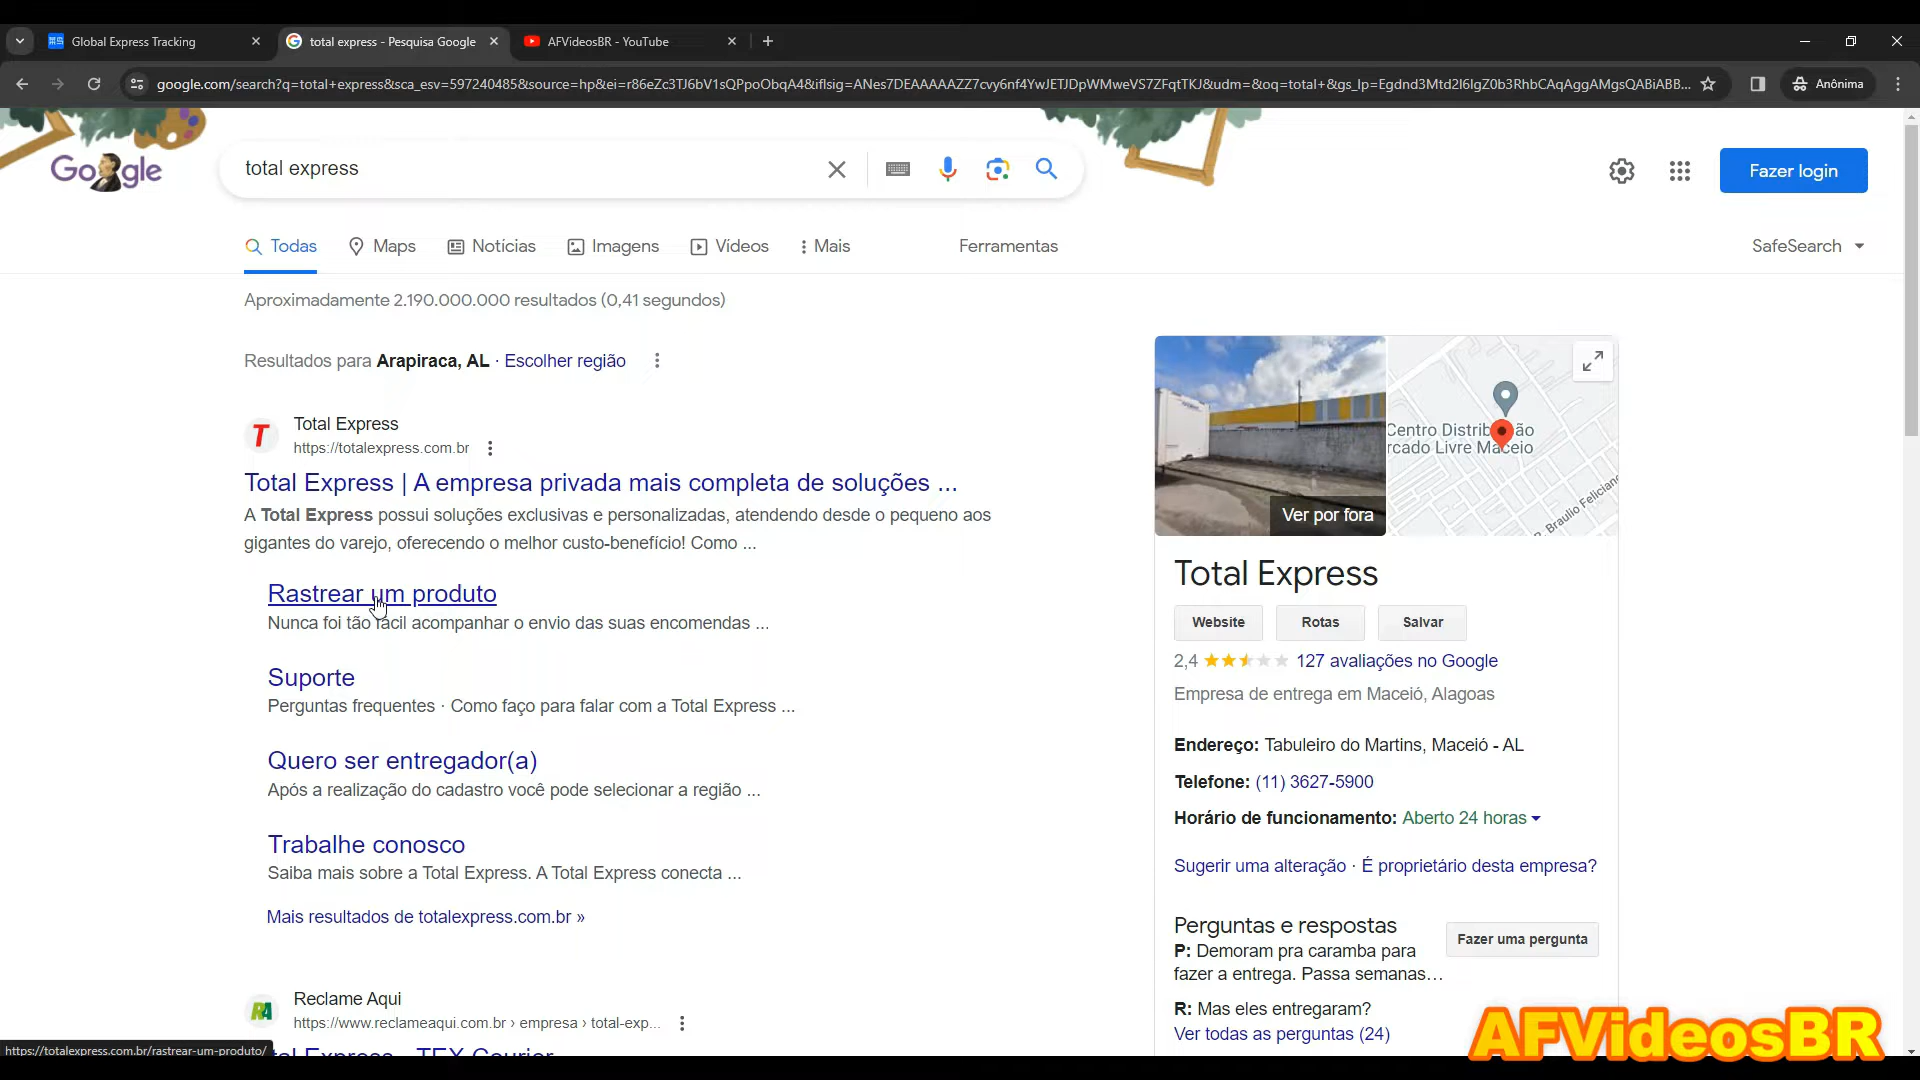 Global Express Tracking
total express - Pesquisa Google
AFVideosBR - YouTube
google.com/search?q=total+express&sca_esv=597240485&source=hp&ei=r86eZc3TJ6bV1sQPpoObqA4&iflsig=ANes7DEAAAAAZZ7cvy6nf4YwJETJDpWMweVS7ZFqtTKJ&udm=&oq=total+&gs_lp=Egdnd3Mtd2l6IgZ0b3RhbCAqAggAMgsQABiABB...
Anônima
Google
total express
Fazer login
Todas
Maps
Notícias
Imagens
Vídeos
Mais
Ferramentas
SafeSearch
Aproximadamente 2.190.000.000 resultados (0,41 segundos)
Resultados para Arapiraca, AL · Escolher região
Total Express
https://totalexpress.com.br
Total Express | A empresa privada mais completa de soluções ...
A Total Express possui soluções exclusivas e personalizadas, atendendo desde o pequeno aos
gigantes do varejo, oferecendo o melhor custo-benefício! Como ...
Rastrear um produto
Nunca foi tão fácil acompanhar o envio das suas encomendas ...
Suporte
Perguntas frequentes · Como faço para falar com a Total Express ...
Quero ser entregador(a)
Após a realização do cadastro você pode selecionar a região ...
Trabalhe conosco
Saiba mais sobre a Total Express. A Total Express conecta ...
Mais resultados de totalexpress.com.br »
Reclame Aqui
https://www.reclameaqui.com.br › empresa › total-exp...
Express - TEX Courier
https://totalexpress.com.br/rastrear-um-produto/
Ver por fora
Centro Distribuição
rcado Livre Maceio
R. Braulio Feliciano
Total Express
Website
Rotas
Salvar
2,4
127 avaliações no Google
Empresa de entrega em Maceió, Alagoas
Endereço: Tabuleiro do Martins, Maceió - AL
Telefone: (11) 3627-5900
Horário de funcionamento: Aberto 24 horas
Sugerir uma alteração · É proprietário desta empresa?
Perguntas e respostas
Fazer uma pergunta
P: Demoram pra caramba para
fazer a entrega. Passa semanas…
R: Mas eles entregaram?
Ver todas as perguntas (24)
AFVideosBR